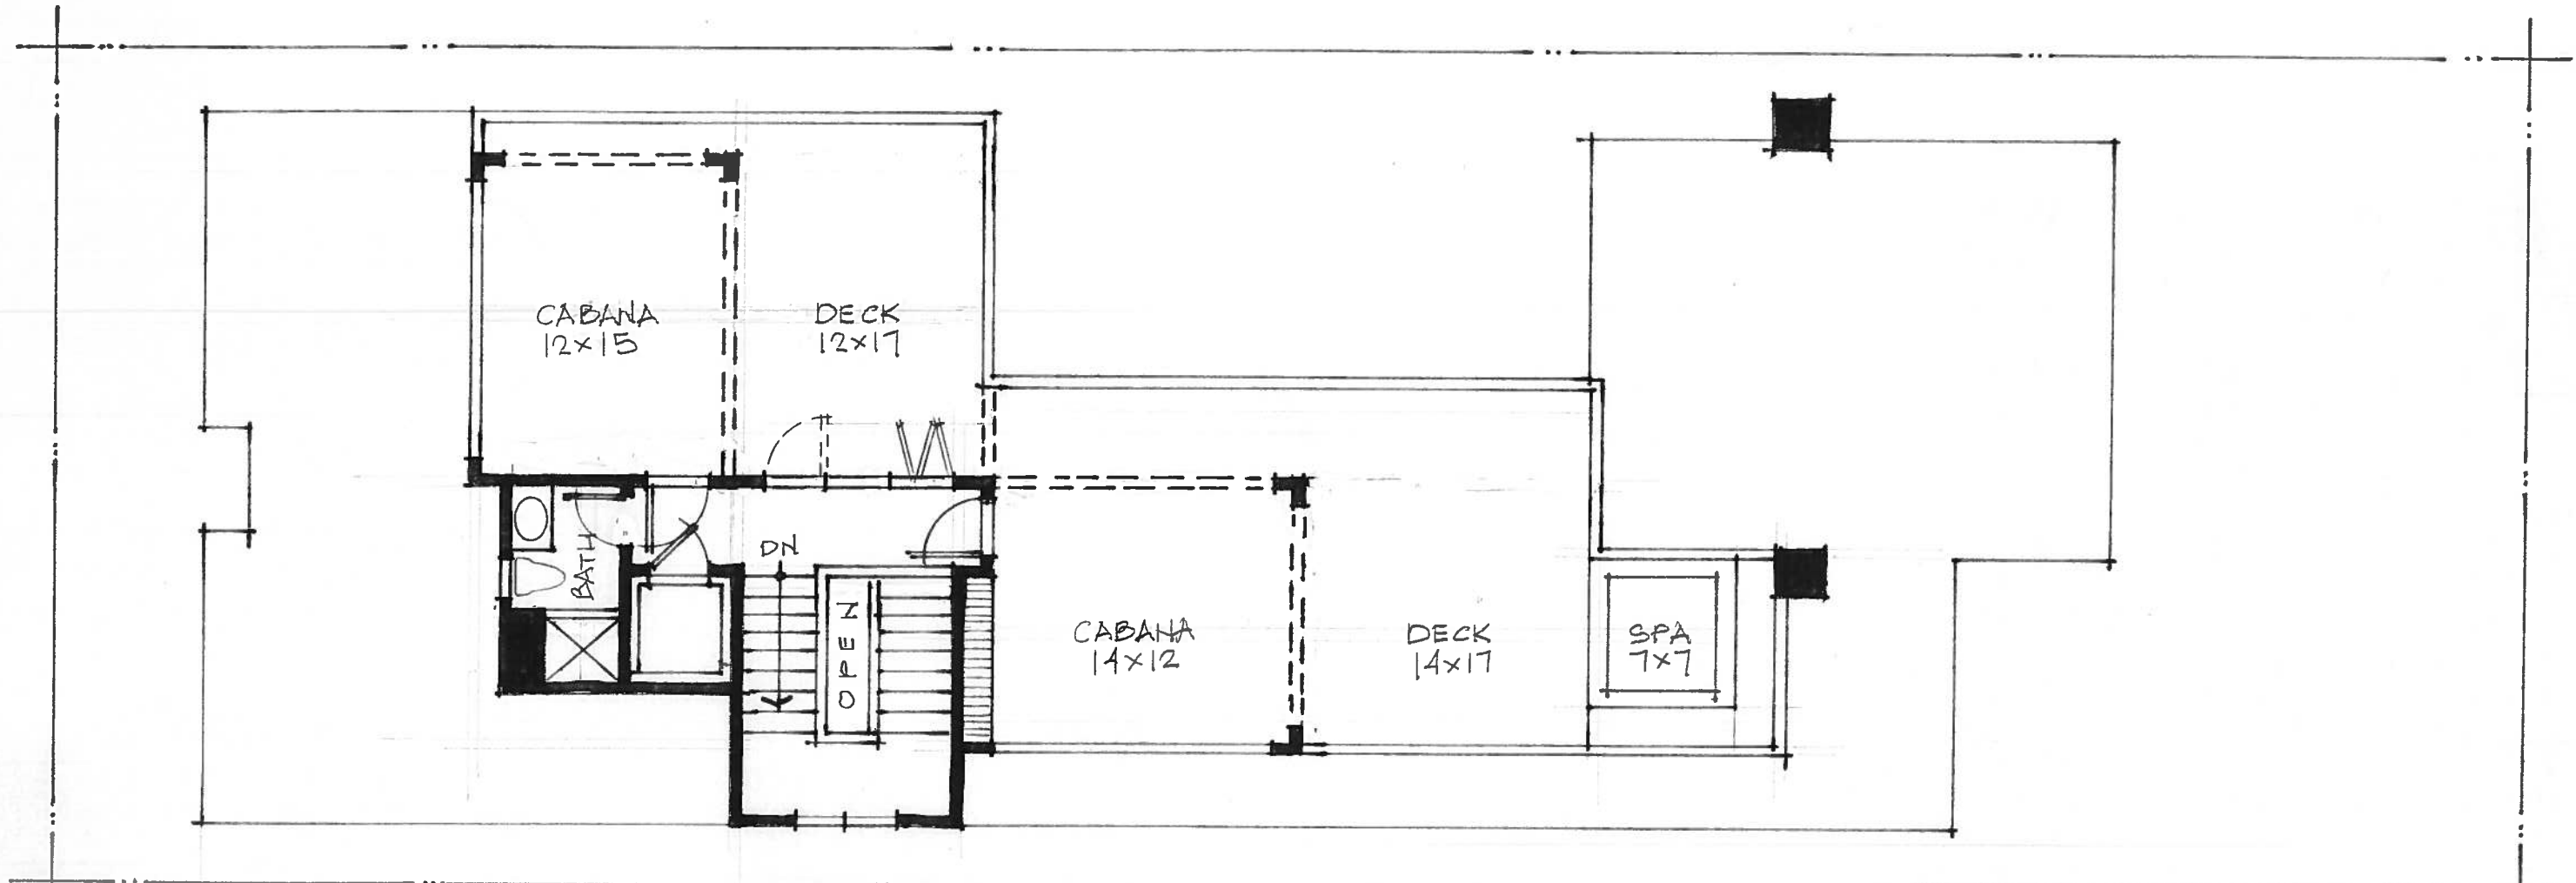 CABANA
12×15
DECK
12×17
BATH
DN
OPEN
CABANA
14×12
DECK
14×17
SPA
7×7